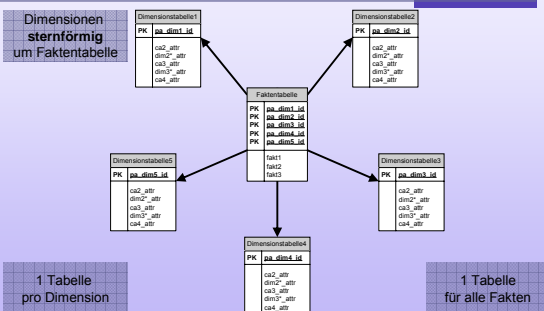 Dimensionen
sternförmig
um Faktentabelle
Dimensionstabelle1
PK pa_dim1_id
ca2_attr
dim2*_attr
ca3_attr
dim3*_attr
ca4_attr
Dimensionstabelle2
PK pa_dim2_id
ca2_attr
dim2*_attr
ca3_attr
dim3*_attr
ca4_attr
Faktentabelle
PK pa_dim1_id
PK pa_dim2_id
PK pa_dim3_id
PK pa_dim4_id
PK pa_dim5_id
fakt1
fakt2
fakt3
Dimensionstabelle5
PK pa_dim5_id
ca2_attr
dim2*_attr
ca3_attr
dim3*_attr
ca4_attr
Dimensionstabelle3
PK pa_dim3_id
ca2_attr
dim2*_attr
ca3_attr
dim3*_attr
ca4_attr
Dimensionstabelle4
PK pa_dim4_id
ca2_attr
dim2*_attr
ca3_attr
dim3*_attr
ca4_attr
1 Tabelle
pro Dimension
1 Tabelle
für alle Fakten